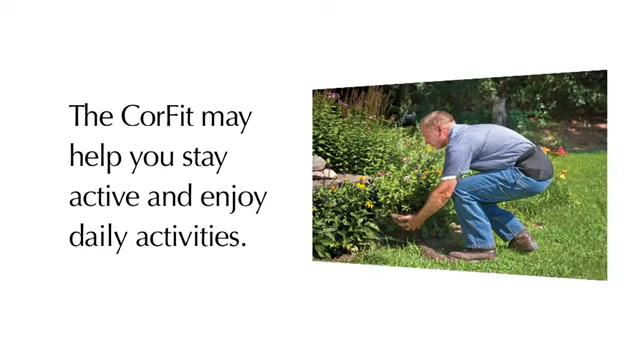 The CorFit may
help you stay
active and enjoy
daily activities.